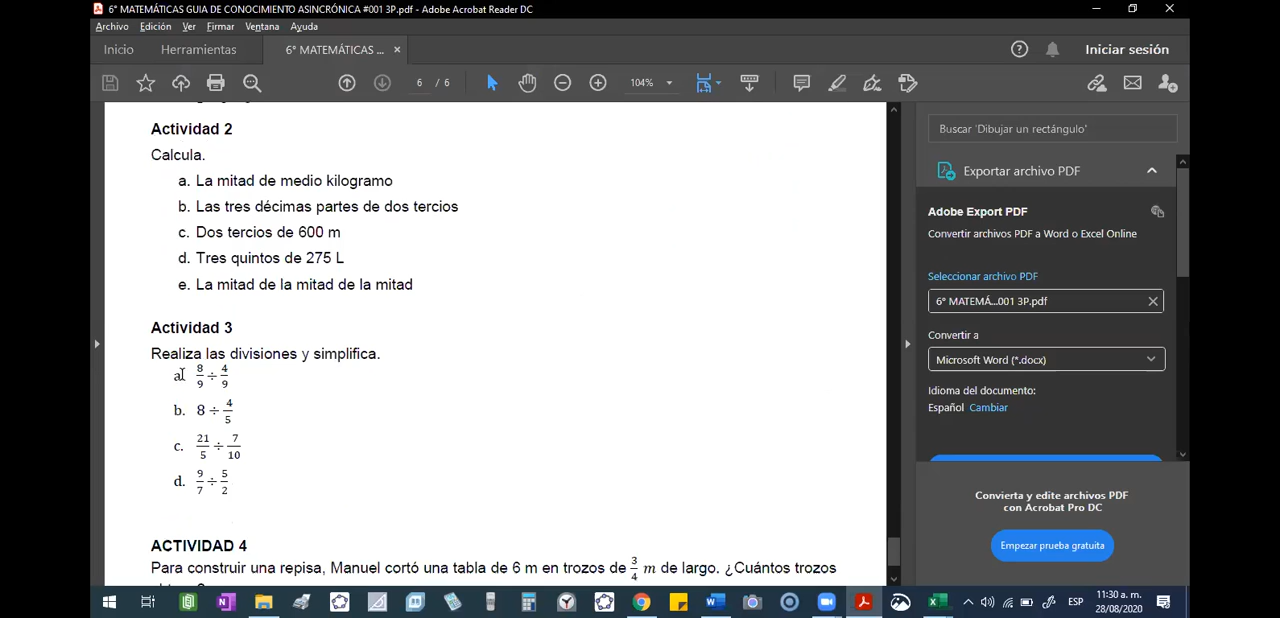 6° MATEMÁTICAS GUIA DE CONOCIMIENTO ASINCRÓNICA #001 3P.pdf - Adobe Acrobat Reader DC
Archivo Edición Ver Firmar Ventana Ayuda
Inicio Herramientas 6° MATEMÁTICAS ... × Iniciar sesión
6 / 6 104%
Actividad 2
Calcula.
a. La mitad de medio kilogramo
b. Las tres décimas partes de dos tercios
c. Dos tercios de 600 m
d. Tres quintos de 275 L
e. La mitad de la mitad de la mitad
Actividad 3
Realiza las divisiones y simplifica.
a. 8/9 ÷ 4/9
b. 8 ÷ 4/5
c. 21/5 ÷ 7/10
d. 9/7 ÷ 5/2
ACTIVIDAD 4
Para construir una repisa, Manuel cortó una tabla de 6 m en trozos de 3/4 m de largo. ¿Cuántos trozos
Buscar 'Dibujar un rectángulo'
Exportar archivo PDF
Adobe Export PDF
Convertir archivos PDF a Word o Excel Online
Seleccionar archivo PDF
6° MATEMÁ...001 3P.pdf
Convertir a
Microsoft Word (*.docx)
Idioma del documento:
Español Cambiar
Convierta y edite archivos PDF
con Acrobat Pro DC
Empezar prueba gratuita
ESP
11:30 a. m.
28/08/2020